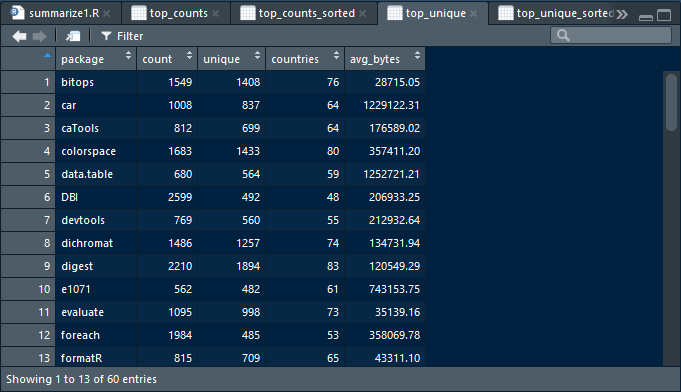 summarize1.R top_counts top_counts_sorted top_unique top_unique_sorted
Filter
package count unique countries avg_bytes
1 bitops 1549 1408 76 28715.05
2 car 1008 837 64 1229122.31
3 caTools 812 699 64 176589.02
4 colorspace 1683 1433 80 357411.20
5 data.table 680 564 59 1252721.21
6 DBI 2599 492 48 206933.25
7 devtools 769 560 55 212932.64
8 dichromat 1486 1257 74 134731.94
9 digest 2210 1894 83 120549.29
10 e1071 562 482 61 743153.75
11 evaluate 1095 998 73 35139.16
12 foreach 1984 485 53 358069.78
13 formatR 815 709 65 43311.10
Showing 1 to 13 of 60 entries